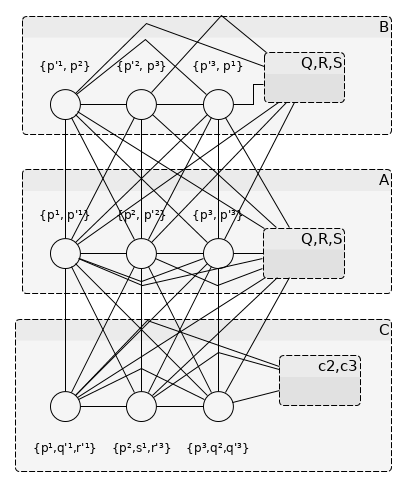 B
Q,R,S
{p'¹, p²} {p'², p³} {p'³, p¹}
A
Q,R,S
{p¹, p'¹} {p², p'²} {p³, p'³}
C
c2,c3
{p¹,q'¹,r'¹} {p²,s¹,r'³} {p³,q²,q'³}